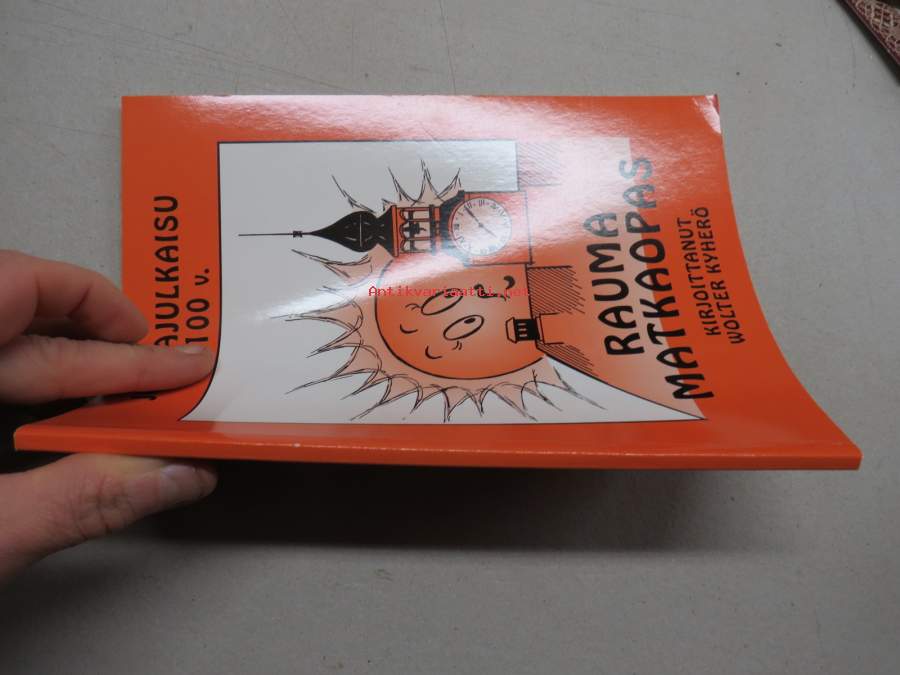 AJULKAISU
100 v.
Antikvariaatti.net
RAUMA
MATKAOPAS
KIRJOITTANUT
WOLTER KYHERÖ